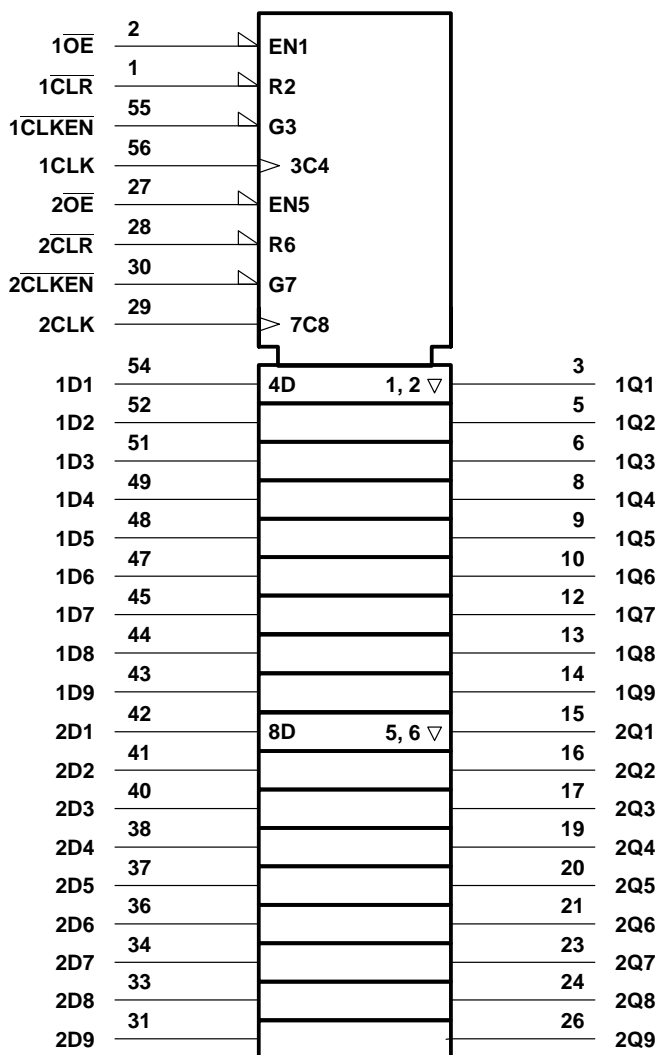 1OE 2 EN1
1CLR 1 R2
1CLKEN 55 G3
1CLK 56 3C4
2OE 27 EN5
2CLR 28 R6
2CLKEN 30 G7
2CLK 29 7C8
1D1 54 4D 1, 2 ▽ 3 1Q1
1D2 52 5 1Q2
1D3 51 6 1Q3
1D4 49 8 1Q4
1D5 48 9 1Q5
1D6 47 10 1Q6
1D7 45 12 1Q7
1D8 44 13 1Q8
1D9 43 14 1Q9
2D1 42 8D 5, 6 ▽ 15 2Q1
2D2 41 16 2Q2
2D3 40 17 2Q3
2D4 38 19 2Q4
2D5 37 20 2Q5
2D6 36 21 2Q6
2D7 34 23 2Q7
2D8 33 24 2Q8
2D9 31 26 2Q9